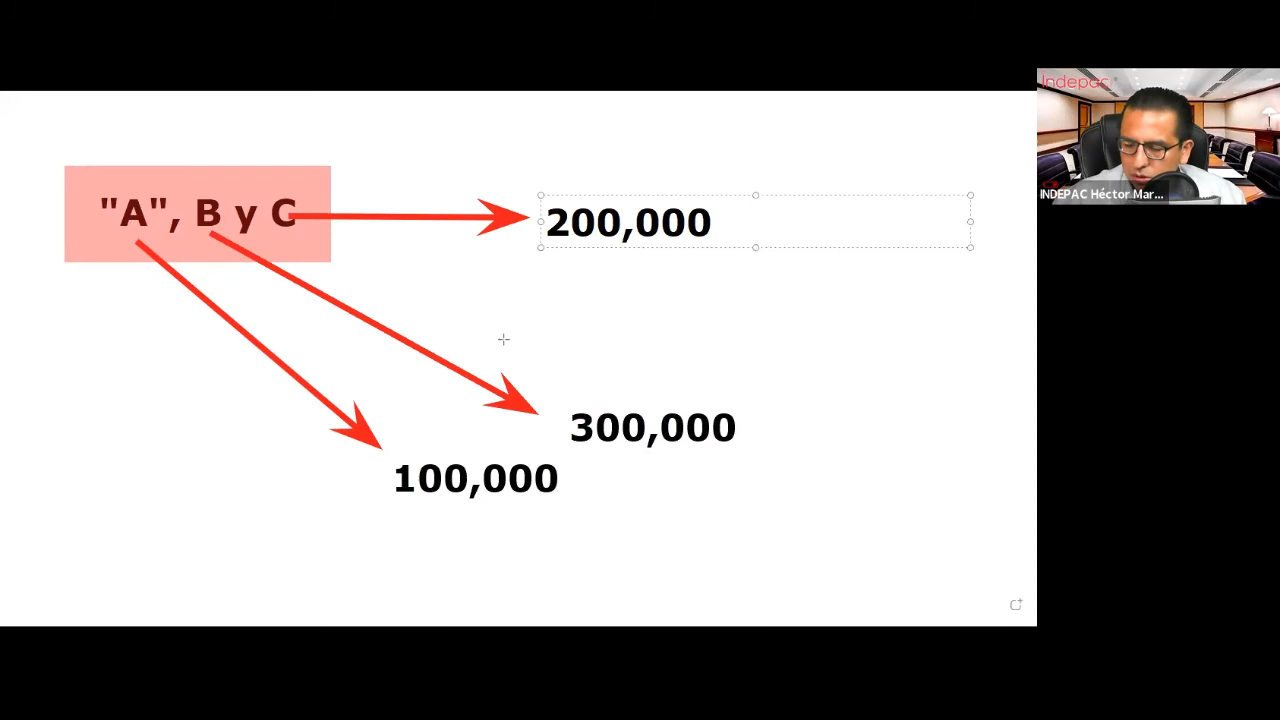 Indepac
"A", B y C
200,000
INDEPAC Héctor Mar...
300,000
100,000